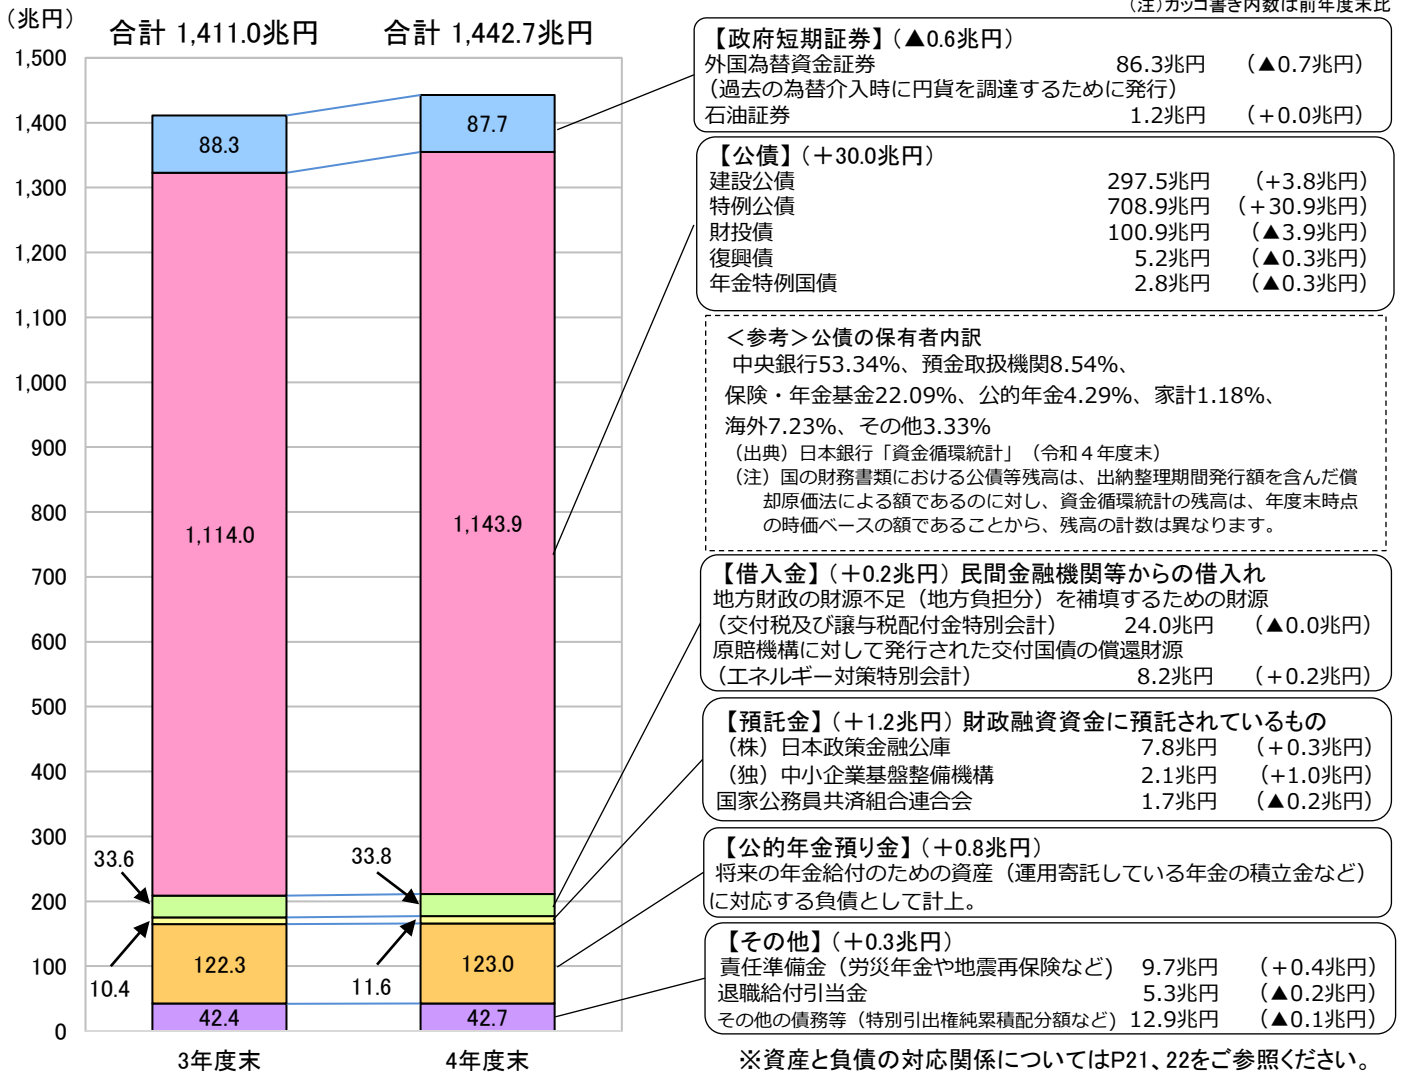 (注)カッコ書き内数は前年度末比
(兆円)
合計 1,411.0兆円
合計 1,442.7兆円
1,500
1,400
1,300
1,200
1,100
1,000
900
800
700
600
500
400
300
200
100
0
88.3
1,114.0
33.6
10.4
122.3
42.4
3年度末
87.7
1,143.9
33.8
11.6
123.0
42.7
4年度末
【政府短期証券】(▲0.6兆円)
外国為替資金証券 86.3兆円 (▲0.7兆円)
(過去の為替介入時に円貨を調達するために発行)
石油証券 1.2兆円 (+0.0兆円)
【公債】(+30.0兆円)
建設公債 297.5兆円 (+3.8兆円)
特例公債 708.9兆円 (+30.9兆円)
財投債 100.9兆円 (▲3.9兆円)
復興債 5.2兆円 (▲0.3兆円)
年金特例国債 2.8兆円 (▲0.3兆円)
<参考>公債の保有者内訳
中央銀行53.34%、預金取扱機関8.54%、
保険・年金基金22.09%、公的年金4.29%、家計1.18%、
海外7.23%、その他3.33%
(出典)日本銀行「資金循環統計」(令和4年度末)
(注)国の財務書類における公債等残高は、出納整理期間発行額を含んだ償
却原価法による額であるのに対し、資金循環統計の残高は、年度末時点
の時価ベースの額であることから、残高の計数は異なります。
【借入金】(+0.2兆円) 民間金融機関等からの借入れ
地方財政の財源不足(地方負担分)を補填するための財源
(交付税及び譲与税配付金特別会計) 24.0兆円 (▲0.0兆円)
原賠機構に対して発行された交付国債の償還財源
(エネルギー対策特別会計) 8.2兆円 (+0.2兆円)
【預託金】(+1.2兆円) 財政融資資金に預託されているもの
(株)日本政策金融公庫 7.8兆円 (+0.3兆円)
(独)中小企業基盤整備機構 2.1兆円 (+1.0兆円)
国家公務員共済組合連合会 1.7兆円 (▲0.2兆円)
【公的年金預り金】(+0.8兆円)
将来の年金給付のための資産(運用寄託している年金の積立金など)
に対応する負債として計上。
【その他】(+0.3兆円)
責任準備金(労災年金や地震再保険など) 9.7兆円 (+0.4兆円)
退職給付引当金 5.3兆円 (▲0.2兆円)
その他の債務等(特別引出権純累積配分額など) 12.9兆円 (▲0.1兆円)
※資産と負債の対応関係についてはP21、22をご参照ください。